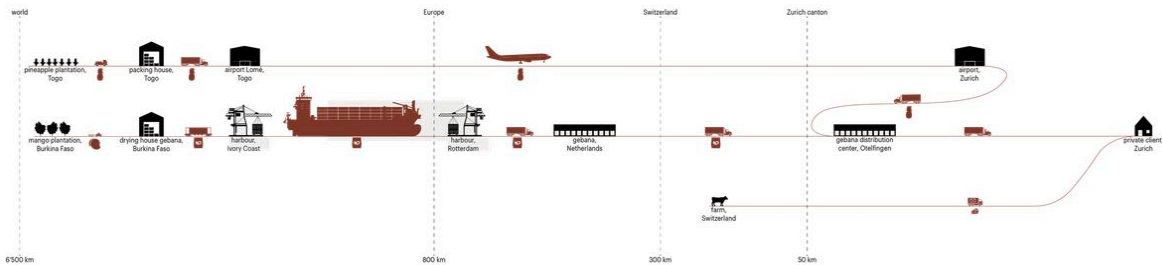 world
Europe
Switzerland
Zurich canton
pineapple plantation,
Togo
packing house,
Togo
airport Lomé,
Togo
airport,
Zurich
mango plantation,
Burkina Faso
drying house gebana,
Burkina Faso
harbour,
Ivory Coast
harbour,
Rotterdam
gebana,
Netherlands
gebana distribution
center, Otelfingen
private client,
Zurich
farm,
Switzerland
6'500 km
800 km
300 km
50 km